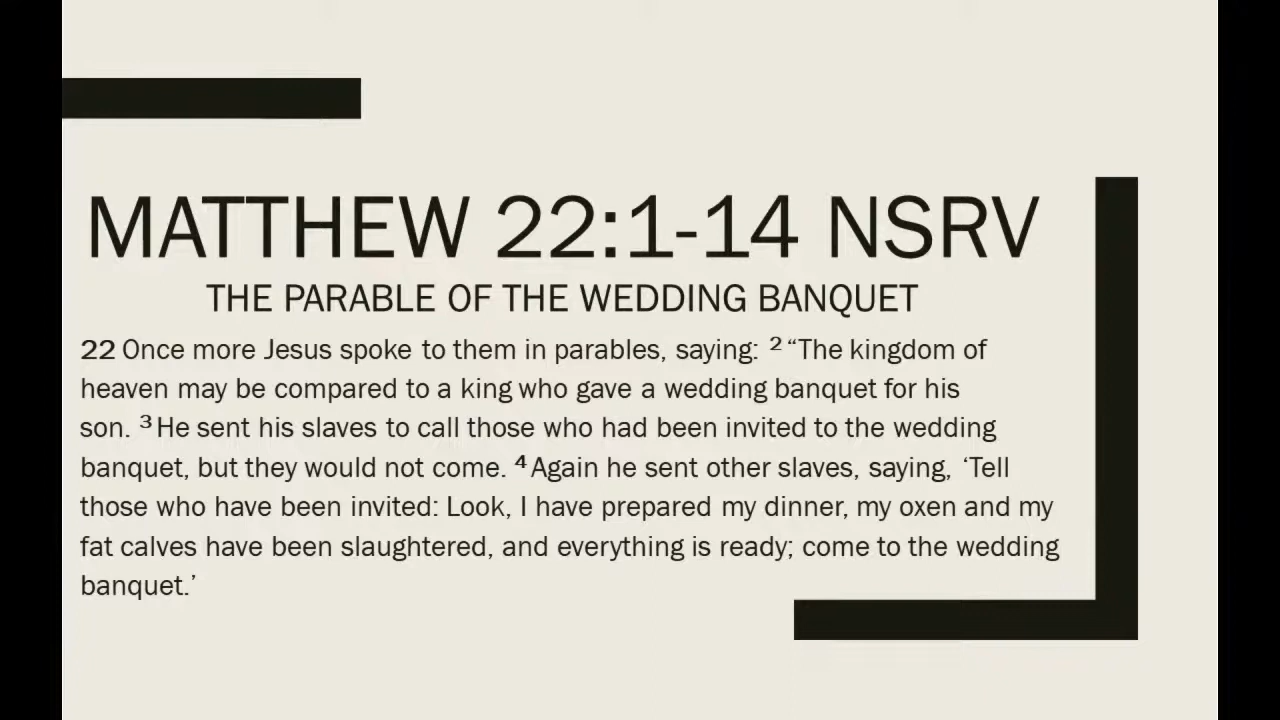 MATTHEW 22:1-14 NSRV
THE PARABLE OF THE WEDDING BANQUET
22 Once more Jesus spoke to them in parables, saying: 2 “The kingdom of
heaven may be compared to a king who gave a wedding banquet for his
son. 3 He sent his slaves to call those who had been invited to the wedding
banquet, but they would not come. 4 Again he sent other slaves, saying, ‘Tell
those who have been invited: Look, I have prepared my dinner, my oxen and my
fat calves have been slaughtered, and everything is ready; come to the wedding
banquet.’